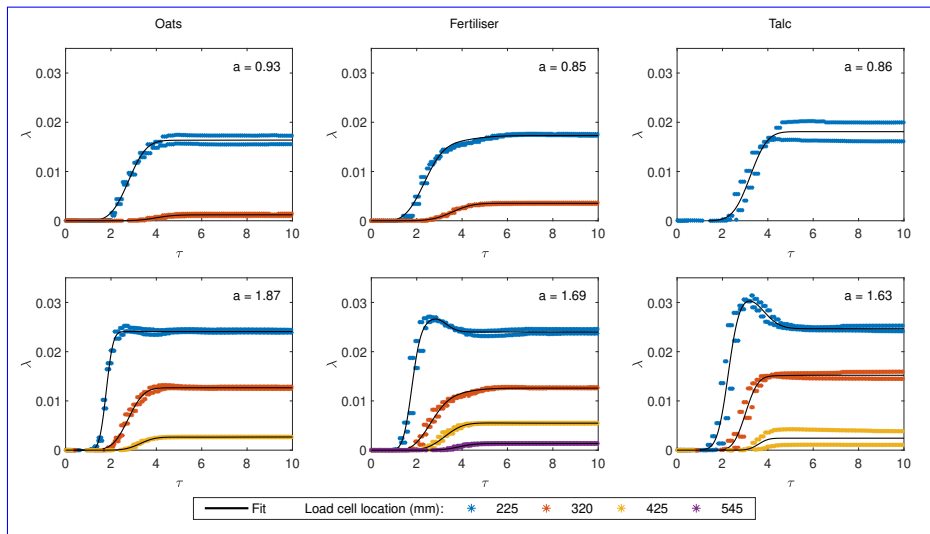 Oats Fertiliser Talc
a = 0.93 a = 0.85 a = 0.86
0.03 0.03 0.03
0.02 0.02 0.02
λ λ λ
0.01 0.01 0.01
0 0 0
0 2 4 6 8 10 0 2 4 6 8 10 0 2 4 6 8 10
τ τ τ
a = 1.87 a = 1.69 a = 1.63
0.03 0.03 0.03
0.02 0.02 0.02
λ λ λ
0.01 0.01 0.01
0 0 0
0 2 4 6 8 10 0 2 4 6 8 10 0 2 4 6 8 10
τ τ τ
Fit Load cell location (mm): 225 320 425 545